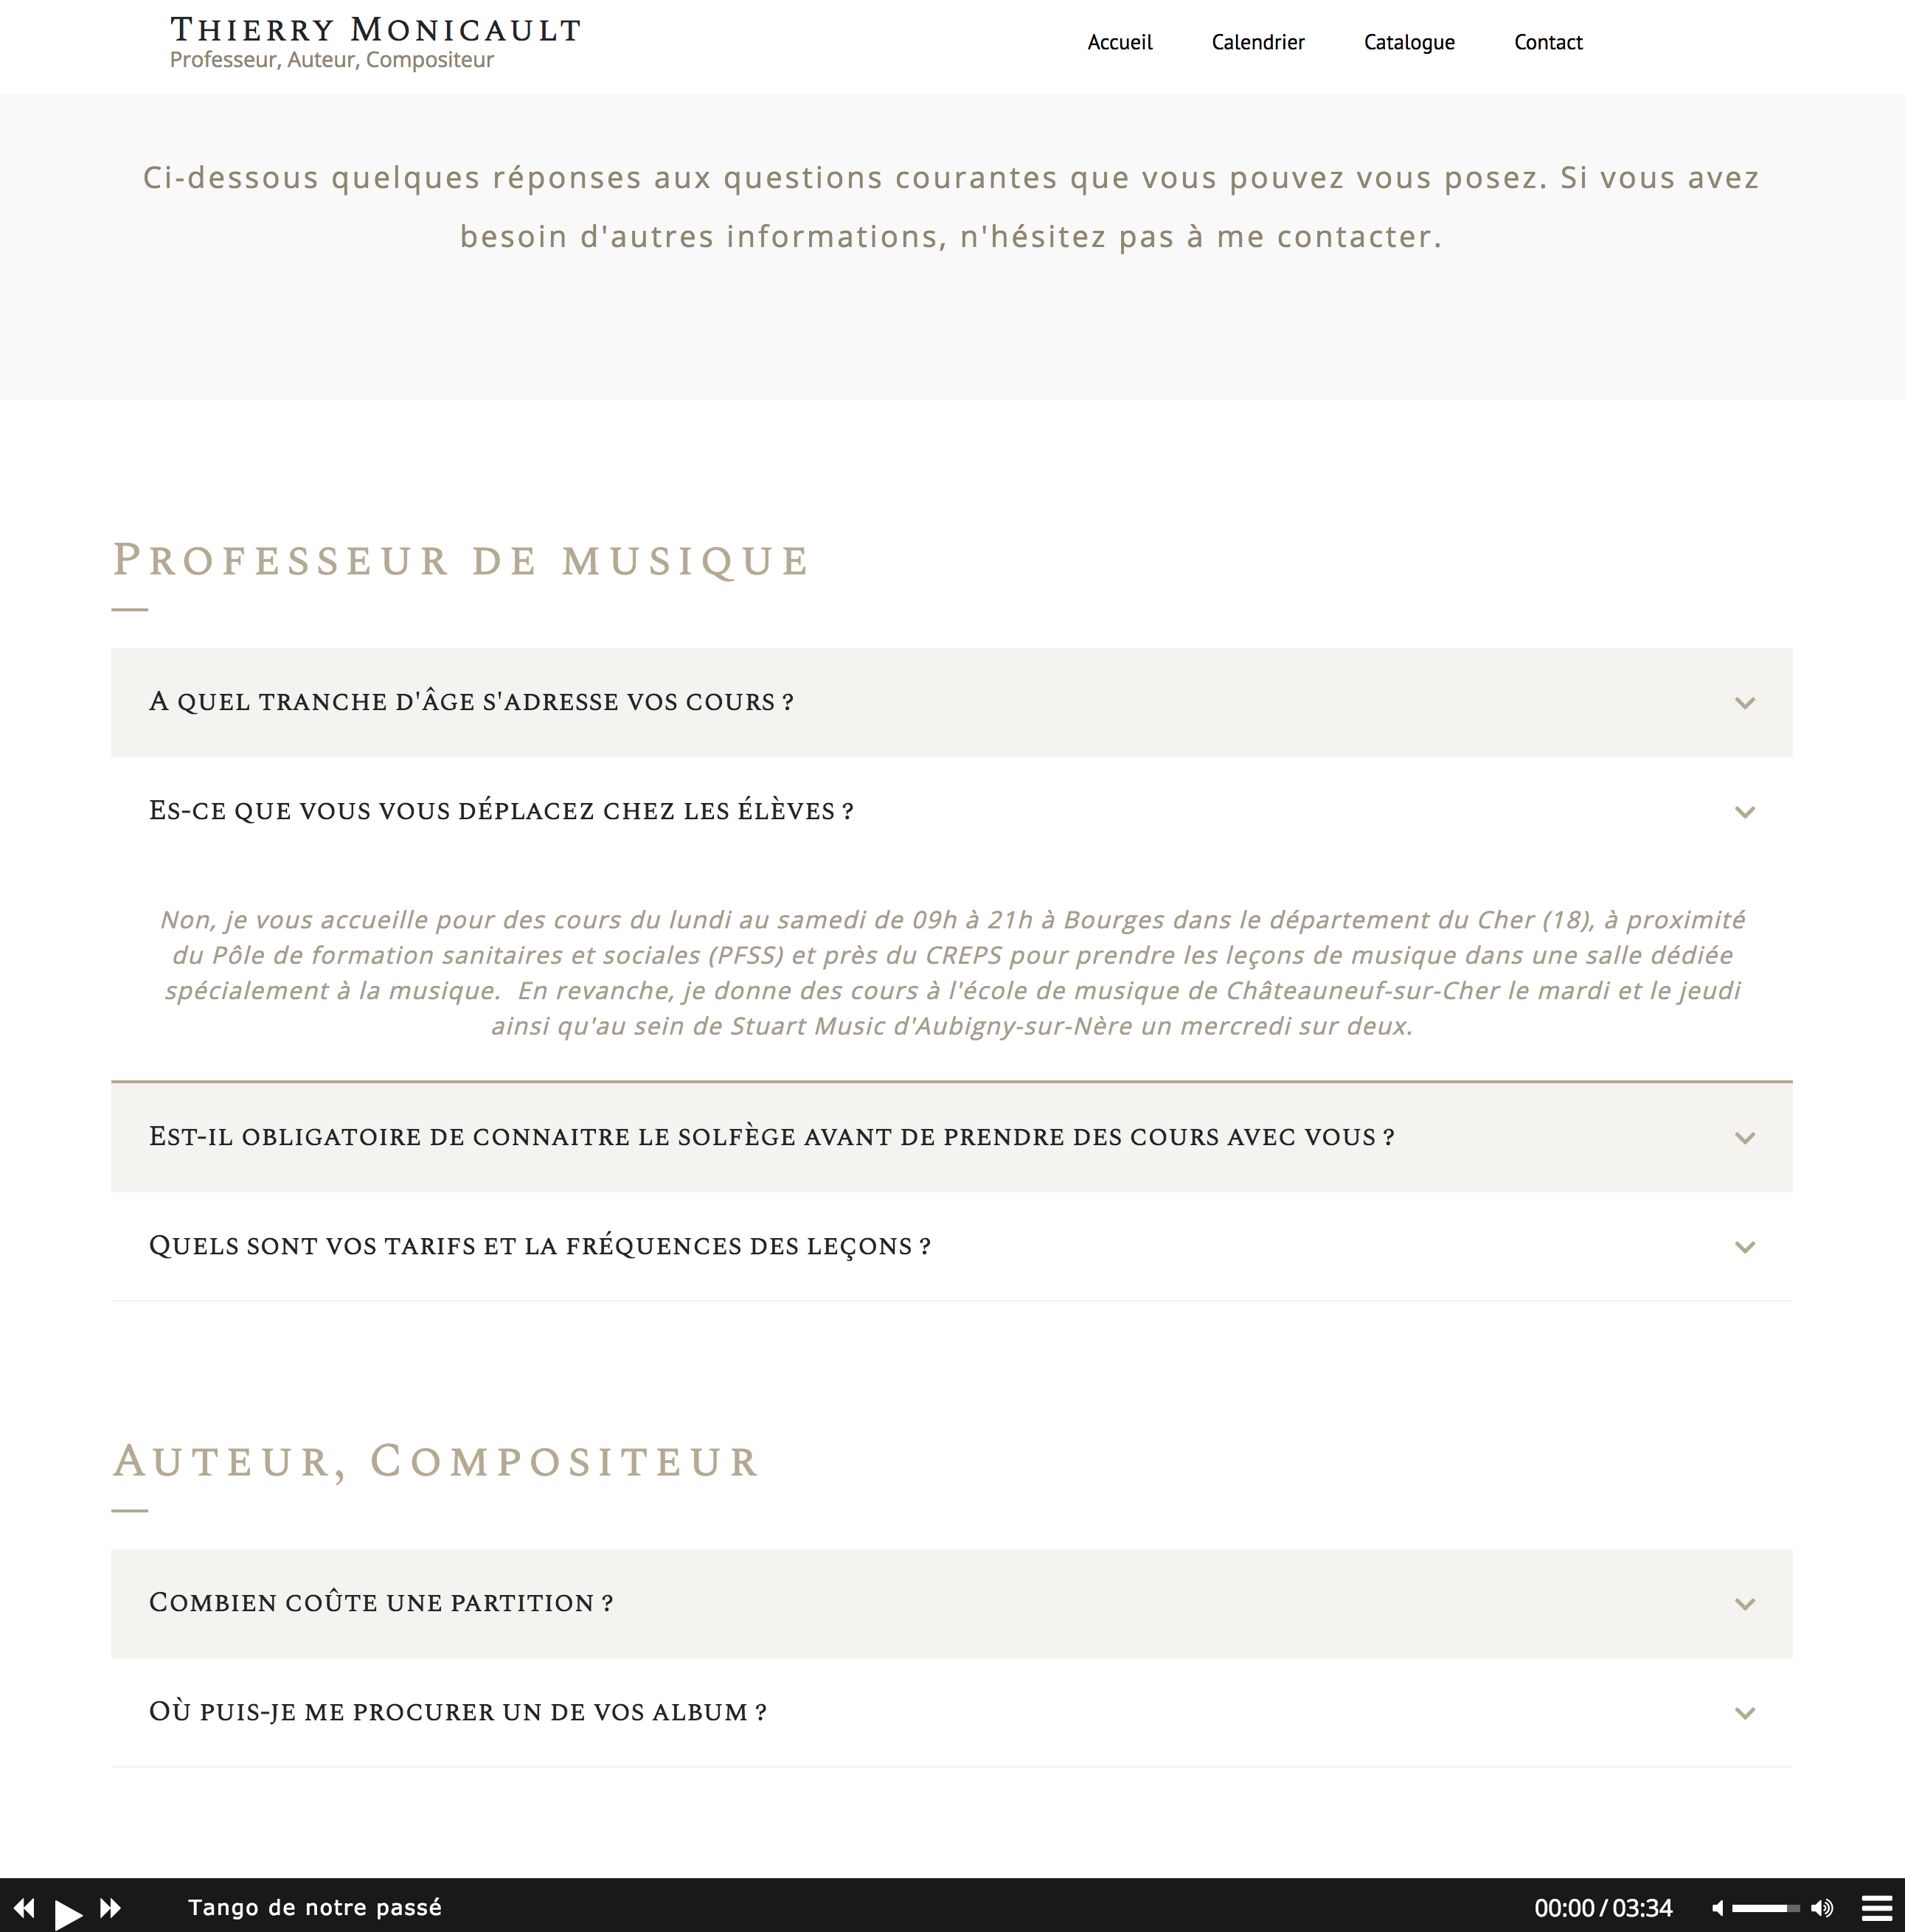 Thierry Monicault
Professeur, Auteur, Compositeur
Accueil
Calendrier
Catalogue
Contact
Ci-dessous quelques réponses aux questions courantes que vous pouvez vous posez. Si vous avez
besoin d'autres informations, n'hésitez pas à me contacter.
Professeur de musique
A quel tranche d'âge s'adresse vos cours ?
Es-ce que vous vous déplacez chez les élèves ?
Non, je vous accueille pour des cours du lundi au samedi de 09h à 21h à Bourges dans le département du Cher (18), à proximité
du Pôle de formation sanitaires et sociales (PFSS) et près du CREPS pour prendre les leçons de musique dans une salle dédiée
spécialement à la musique.  En revanche, je donne des cours à l'école de musique de Châteauneuf-sur-Cher le mardi et le jeudi
ainsi qu'au sein de Stuart Music d'Aubigny-sur-Nère un mercredi sur deux.
Est-il obligatoire de connaitre le solfège avant de prendre des cours avec vous ?
Quels sont vos tarifs et la fréquences des leçons ?
Auteur, Compositeur
Combien coûte une partition ?
Où puis-je me procurer un de vos album ?
Tango de notre passé
00:00 / 03:34